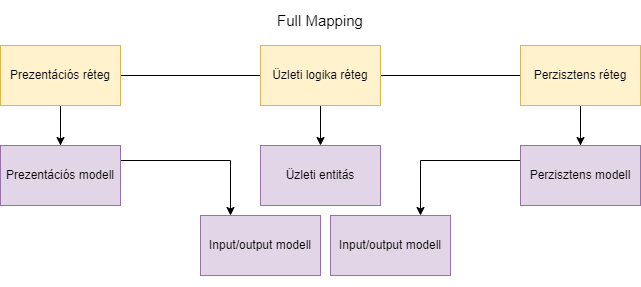 Full Mapping
Prezentációs réteg
Üzleti logika réteg
Perzisztens réteg
Prezentációs modell
Üzleti entitás
Perzisztens modell
Input/output modell
Input/output modell